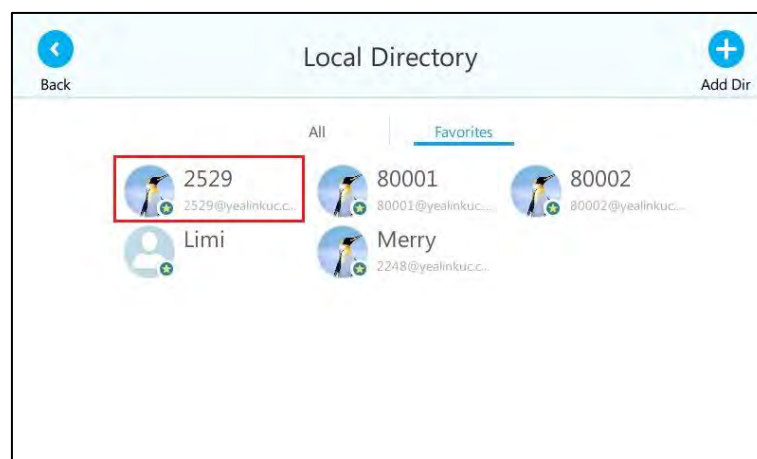 Local Directory
Back
Add Dir
All
Favorites
2529
80001
80002
2529@yealinkuc.c...
80001@yealinkuc....
80002@yealinkuc....
Limi
Merry
2248@yealinkuc.c...